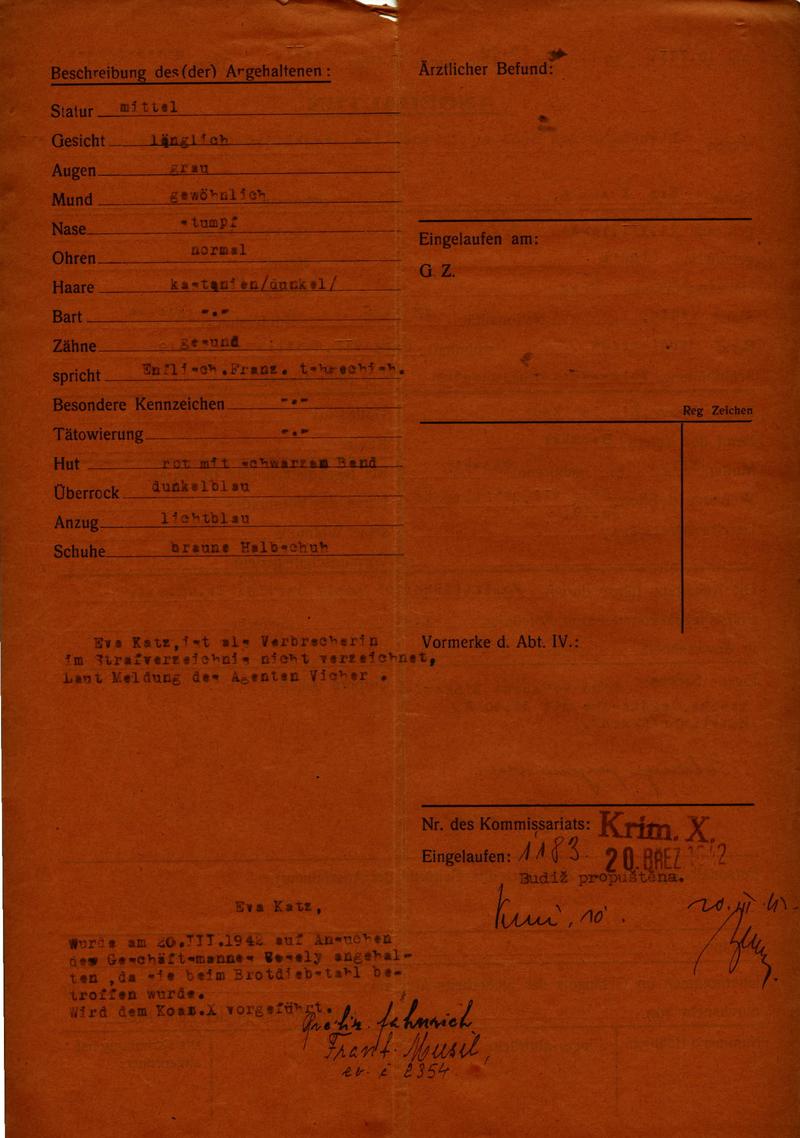 Beschreibung des (der) Angehaltenen :
Statur mittel
Gesicht länglich
Augen grau
Mund gewöhnlich
Nase stumpf
Ohren normal
Haare kastanien/dunkel/
Bart -.-
Zähne gesund
spricht Englisch.Franz. tschechisch.
Besondere Kennzeichen -.-
Tätowierung -.-
Hut rot mit schwarzem Band
Überrock dunkelblau
Anzug lichtblau
Schuhe braune Halbschuh
Eva Katz,ist als Verbrecherin
im Strafverzeichnis nicht verzeichnet,
Laut Meldung des Agenten Vicher .
Eva Katz,
Wurde am 20.III.1942 auf Ansuchen
des Geschäftsmannes Vesely angehal-
ten ,da sie beim Brotdiebstahl be-
troffen wurde.
Wird dem Koam.X vorgeführt.
Frant. Musil,
ev. č 2354
Ärztlicher Befund:
Eingelaufen am:
G. Z.
Reg Zeichen
Vormerke d. Abt. IV.:
Nr. des Kommissariats: Krim. X.
Eingelaufen: 1183 20. BŘEZ 1942
Budiž propuštěna.